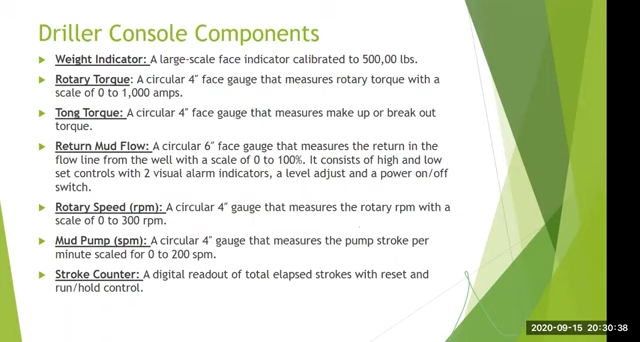 Driller Console Components
Weight Indicator: A large-scale face indicator calibrated to 500,00 lbs.
Rotary Torque: A circular 4" face gauge that measures rotary torque with a
scale of 0 to 1,000 amps.
Tong Torque: A circular 4" face gauge that measures make up or break out
torque.
Return Mud Flow: A circular 6" face gauge that measures the return in the
flow line from the well with a scale of 0 to 100%. It consists of high and low
set controls with 2 visual alarm indicators, a level adjust and a power on/off
switch.
Rotary Speed (rpm): A circular 4" gauge that measures the rotary rpm with a
scale of 0 to 300 rpm.
Mud Pump (spm): A circular 4" gauge that measures the pump stroke per
minute scaled for 0 to 200 spm.
Stroke Counter: A digital readout of total elapsed strokes with reset and
run/hold control.
2020-09-15 20:30:38